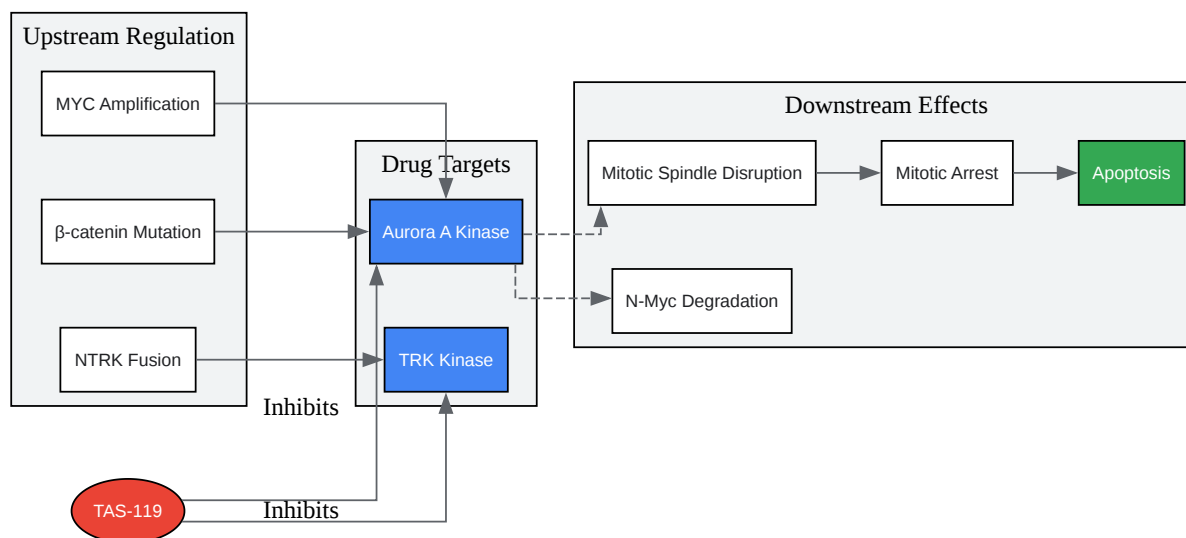 Upstream Regulation
MYC Amplification
β-catenin Mutation
NTRK Fusion
Drug Targets
Aurora A Kinase
TRK Kinase
Downstream Effects
Mitotic Spindle Disruption
Mitotic Arrest
Apoptosis
N-Myc Degradation
Inhibits
Inhibits
TAS-119